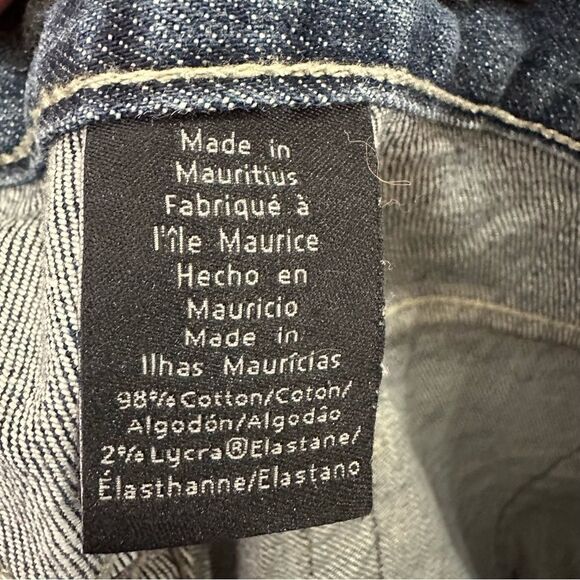 Made in
Mauritius
Fabriqué à
l'île Maurice
Hecho en
Mauricio
Made in
Ilhas Maurícias
98% Cotton/Coton/
Algodón/Algodão
2% Lycra®Elastane/
Élasthanne/Elastano